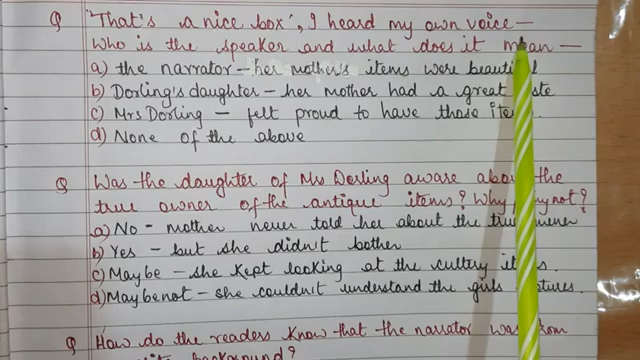 Q "That's a nice box", I heard my own voice —
Who is the speaker and what does it mean —
a) the narrator – her mother's items were beautiful
b) Dorling's daughter – her mother had a great
c) Mrs Dorling – felt proud to have those
d) None of the above
Q Was the daughter of Mrs Dorling aware about the
true owner of the antique items? Why / why not?
a) No – mother never told her about the true owner
b) Yes – but she didn't bother
c) Maybe – she kept looking at the cutlery
d) Maybe not – she couldn't understand the girls
Q How do the readers know that the narrator was from
background?